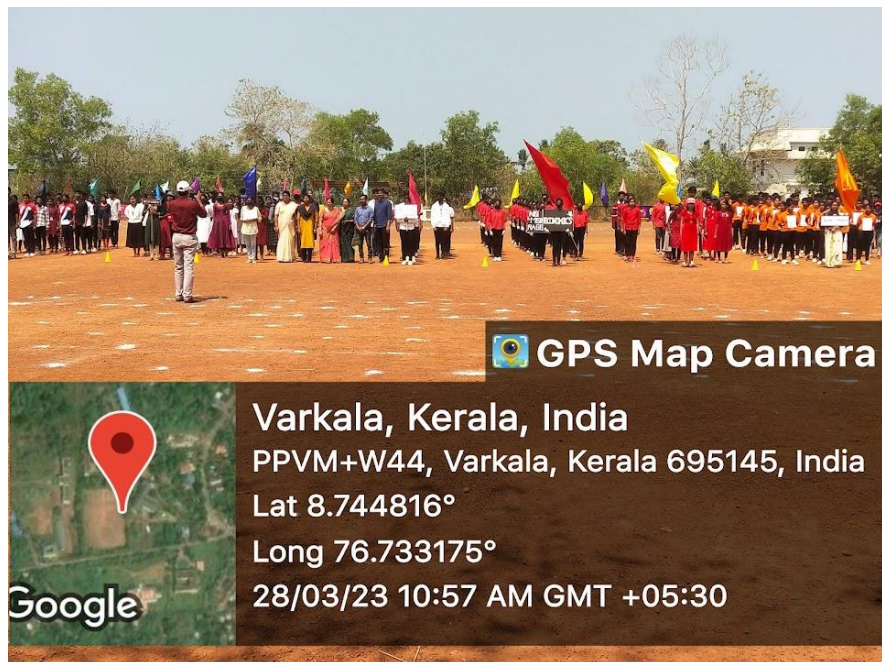 GPS Map Camera
Varkala, Kerala, India
PPVM+W44, Varkala, Kerala 695145, India
Lat 8.744816°
Long 76.733175°
28/03/23 10:57 AM GMT +05:30
Google